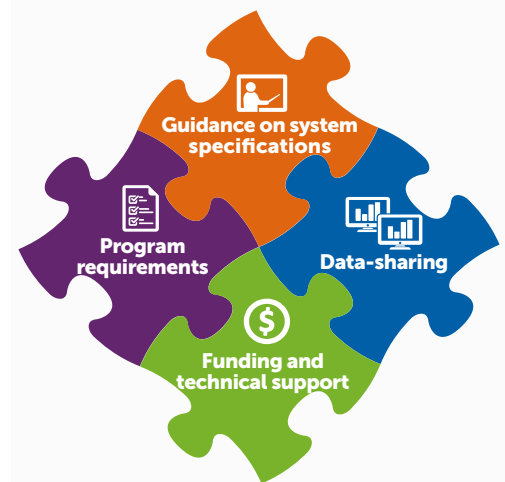 Guidance on system
specifications
Program
requirements
Data-sharing
$
Funding and
technical support